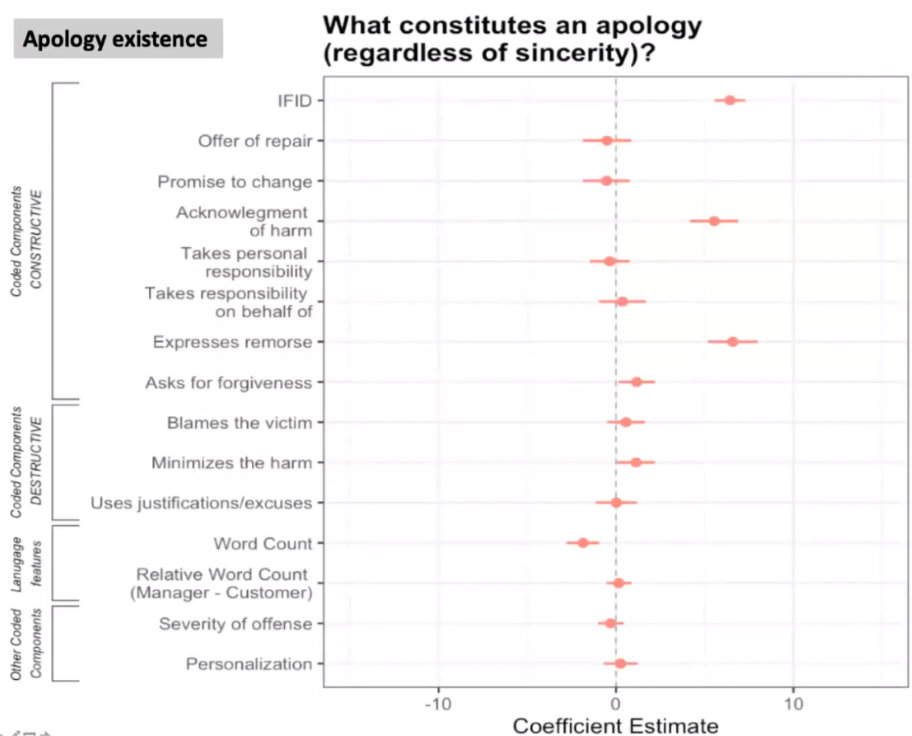 Apology existence
What constitutes an apology
(regardless of sincerity)?
Coded Components
CONSTRUCTIVE
IFID
Offer of repair
Promise to change
Acknowlegment
of harm
Takes personal
responsibility
Takes responsibility
on behalf of
Expresses remorse
Asks for forgiveness
Coded Components
DESTRUCTIVE
Blames the victim
Minimizes the harm
Uses justifications/excuses
Lanugage
features
Word Count
Relative Word Count
(Manager - Customer)
Other Coded
Components
Severity of offense
Personalization
-10 0 10
Coefficient Estimate